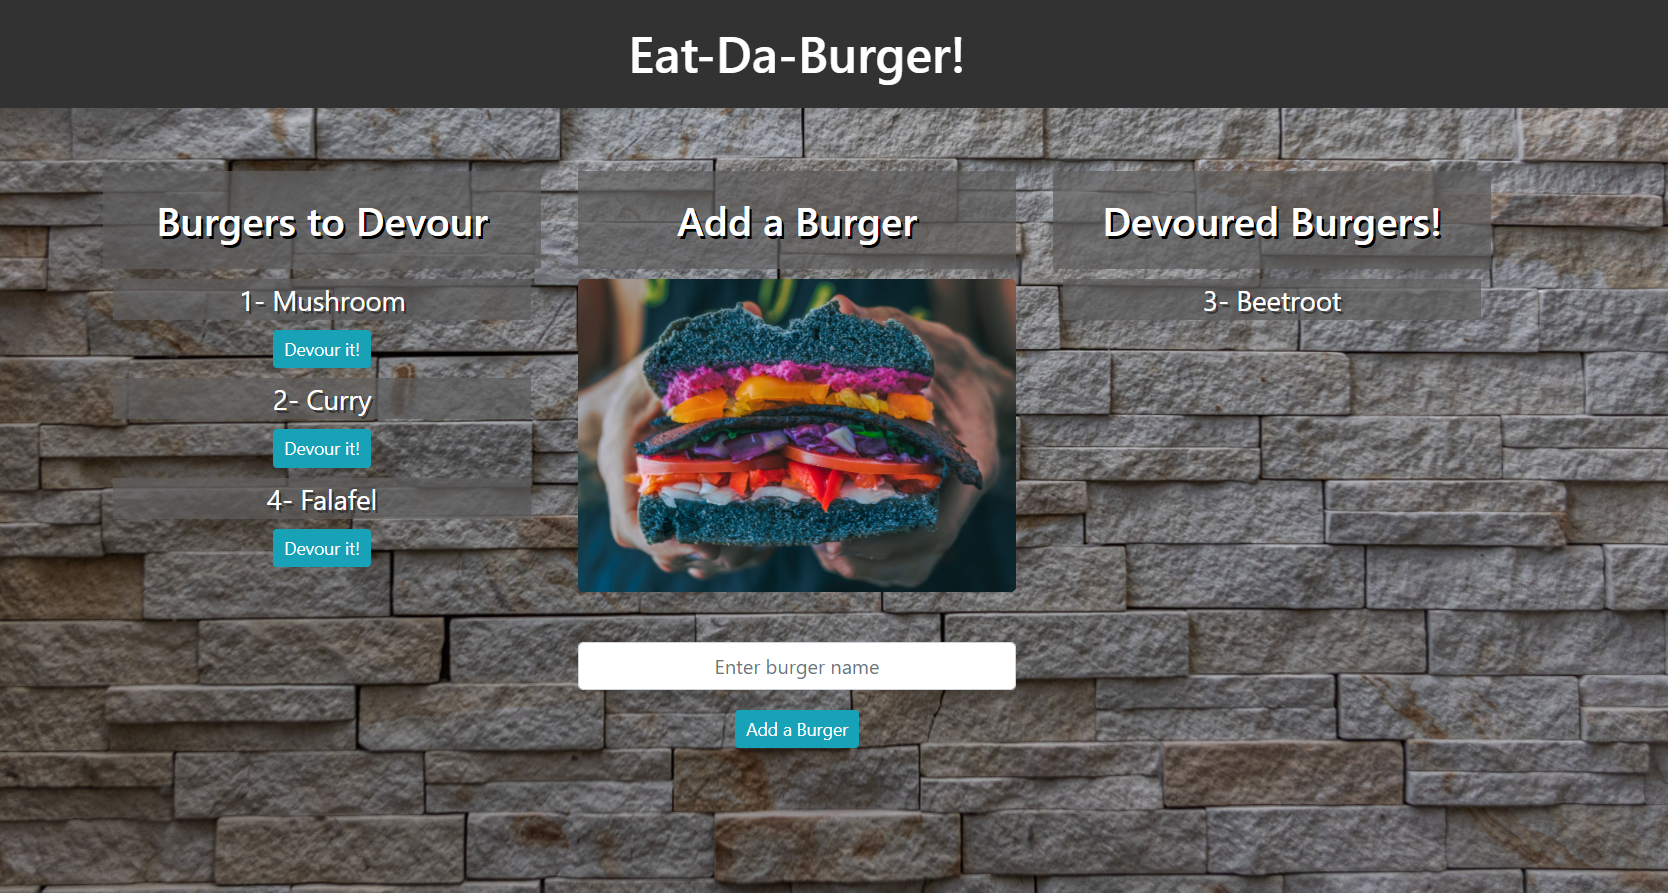 Eat-Da-Burger!
Burgers to Devour
1- Mushroom
Devour it!
2- Curry
Devour it!
4- Falafel
Devour it!
Add a Burger
Enter burger name
Add a Burger
Devoured Burgers!
3- Beetroot